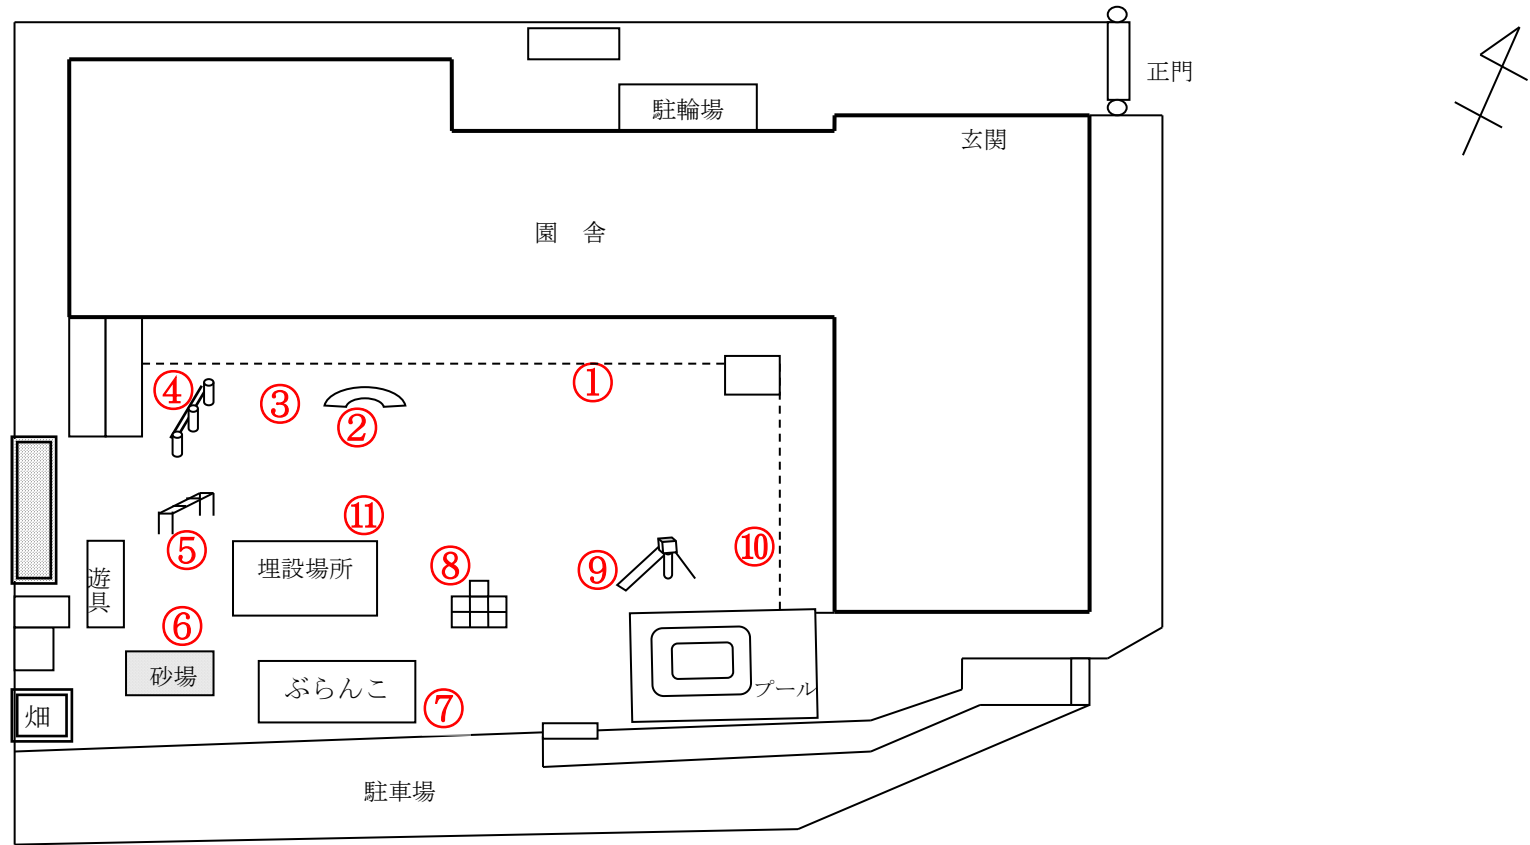 正門
駐輪場
玄関
園 舎
①
④
③
②
⑪
⑩
⑤
埋設場所
⑧
⑨
遊具
⑥
砂場
ぶらんこ
プール
⑦
畑
駐車場